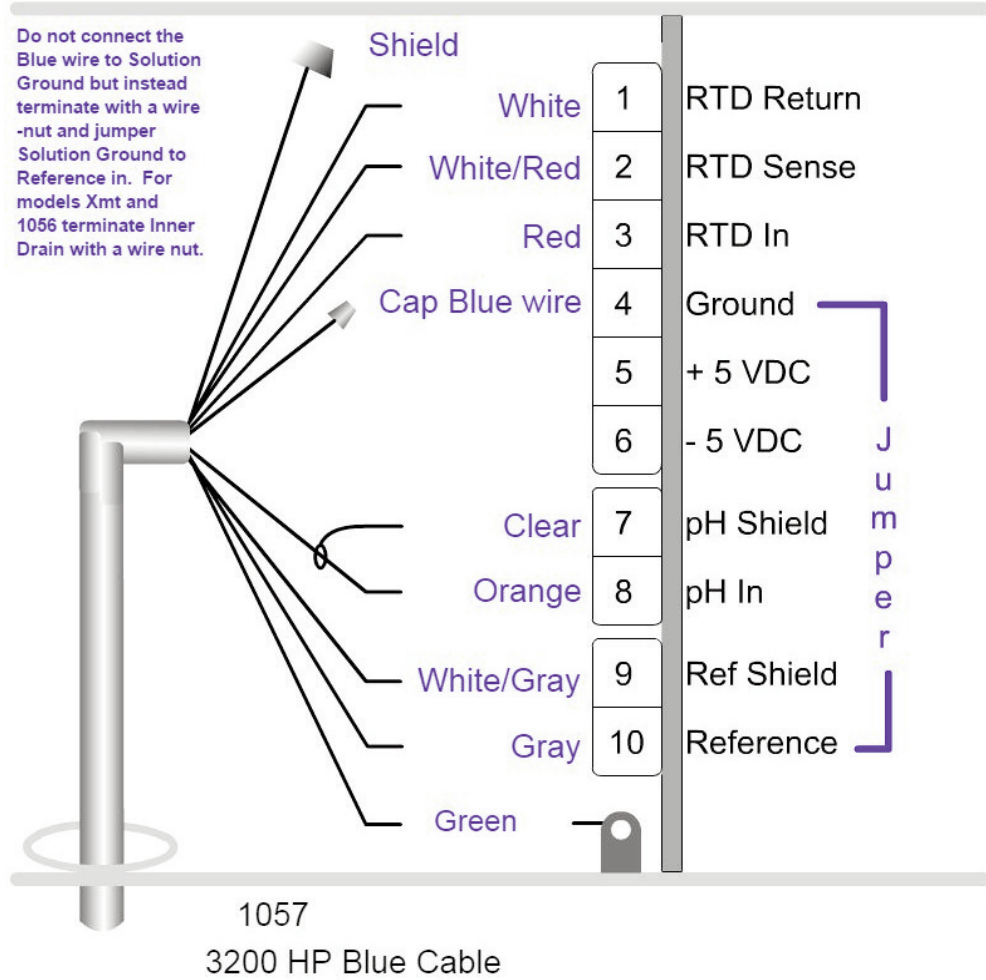 Do not connect the
Blue wire to Solution
Ground but instead
terminate with a wire
-nut and jumper
Solution Ground to
Reference in. For
models Xmt and
1056 terminate Inner
Drain with a wire nut.
Shield
White 1 RTD Return
White/Red 2 RTD Sense
Red 3 RTD In
Cap Blue wire 4 Ground
5 + 5 VDC
6 - 5 VDC
Clear 7 pH Shield
Orange 8 pH In
White/Gray 9 Ref Shield
Gray 10 Reference
Jumper
Green
1057
3200 HP Blue Cable